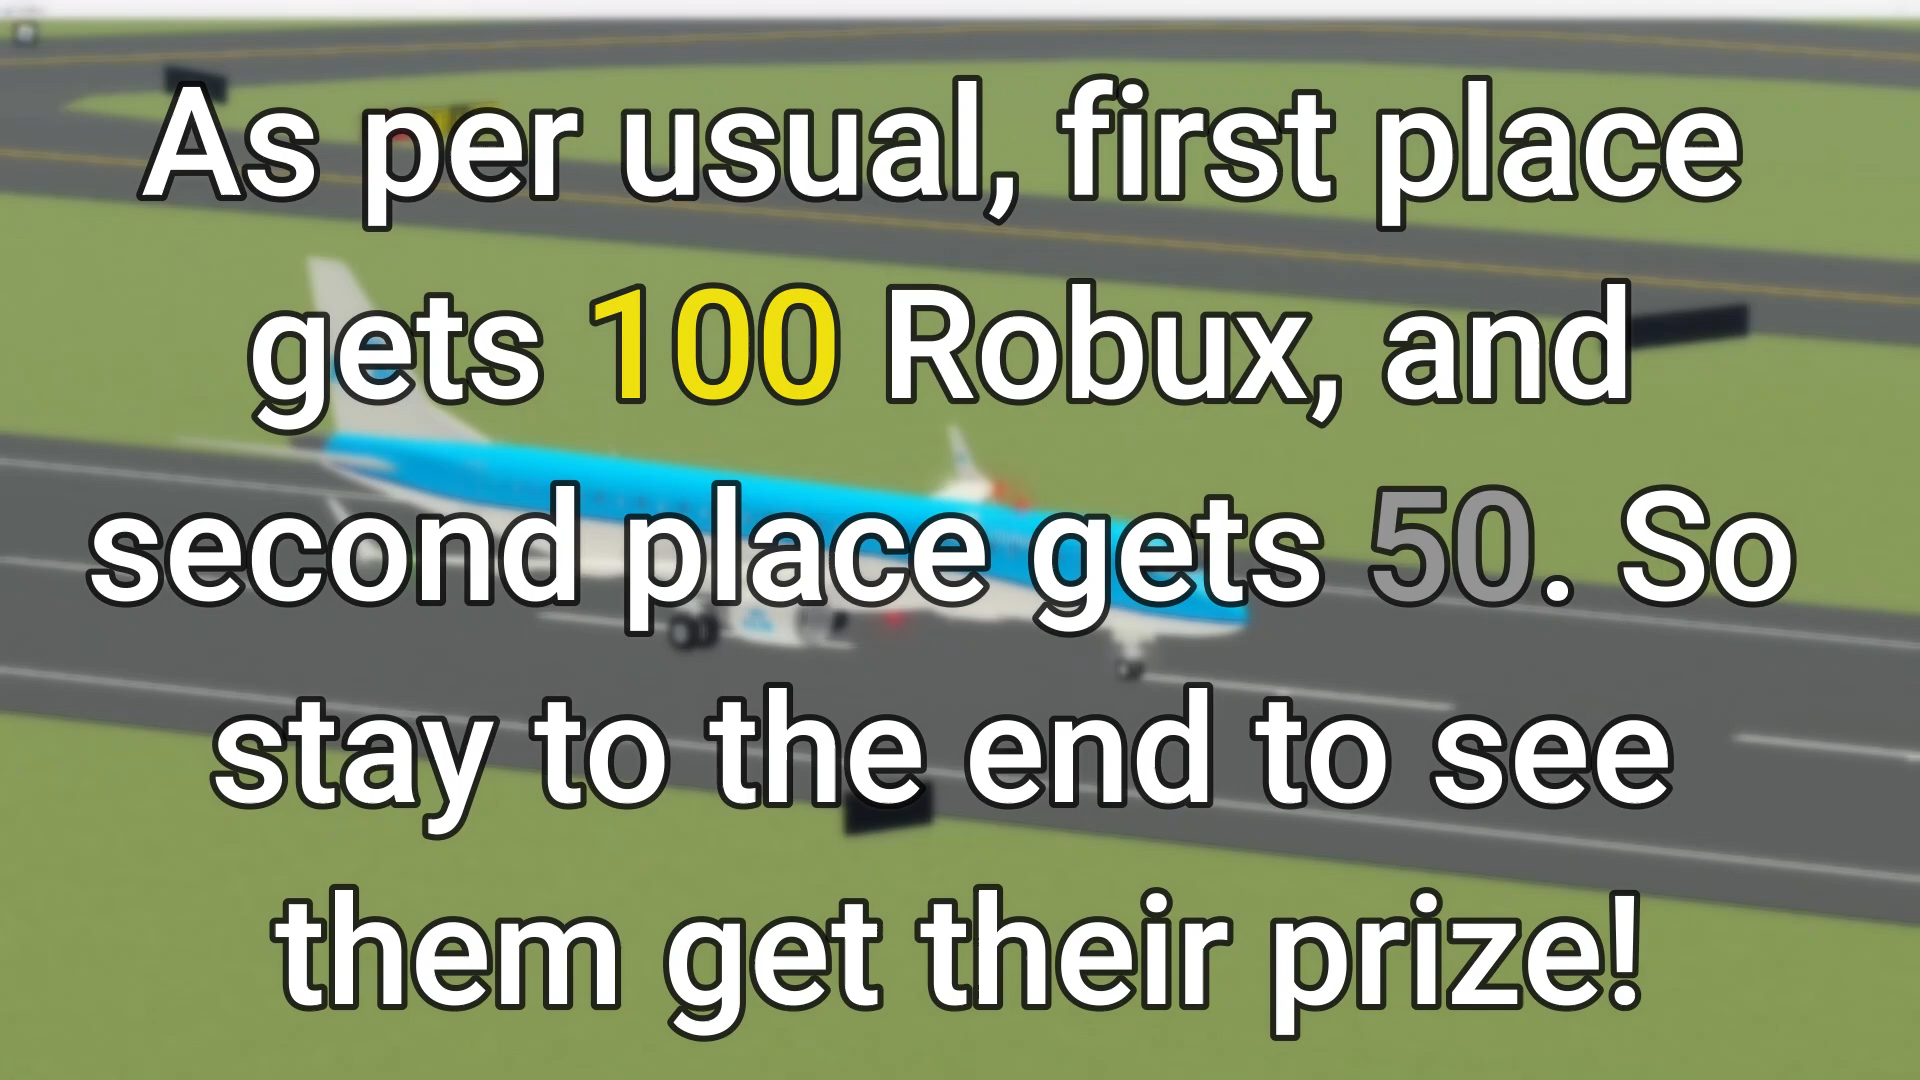 As per usual, first place
gets 100 Robux, and
second place gets 50. So
stay to the end to see
them get their prize!